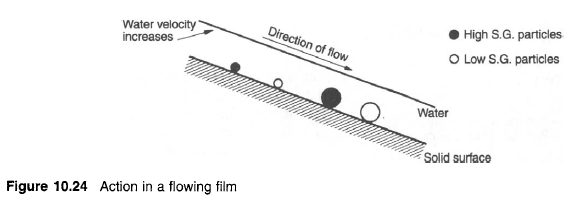 Water velocity
increases
Direction of flow
High S.G. particles
Low S.G. particles
Water
Solid surface
Figure 10.24 Action in a flowing film